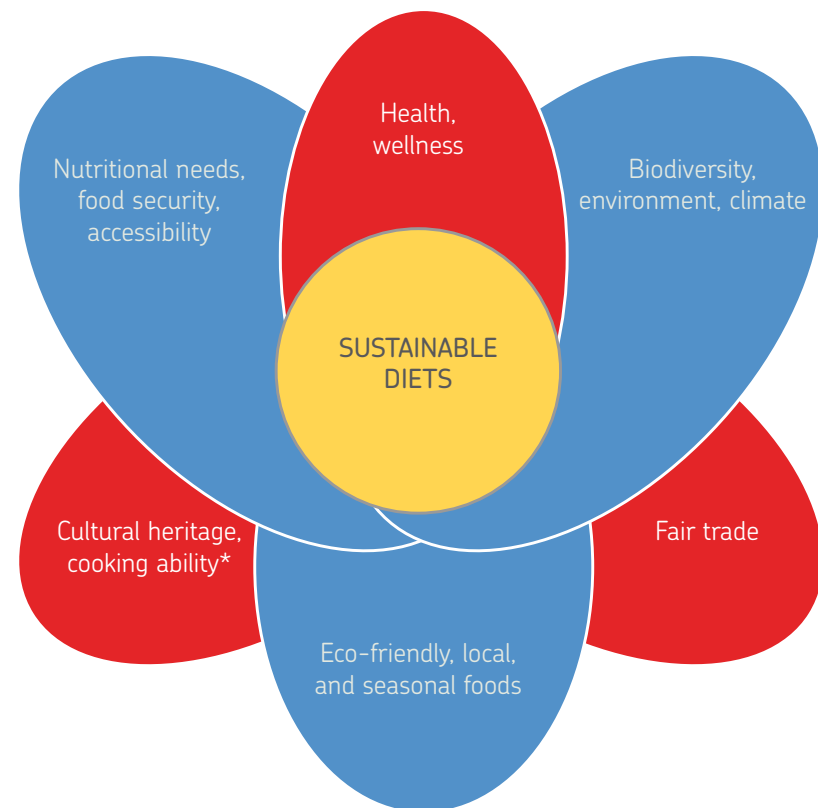 Health,
wellness
Nutritional needs,
food security,
accessibility
Biodiversity,
environment, climate
SUSTAINABLE
DIETS
Cultural heritage,
cooking ability*
Fair trade
Eco-friendly, local,
and seasonal foods